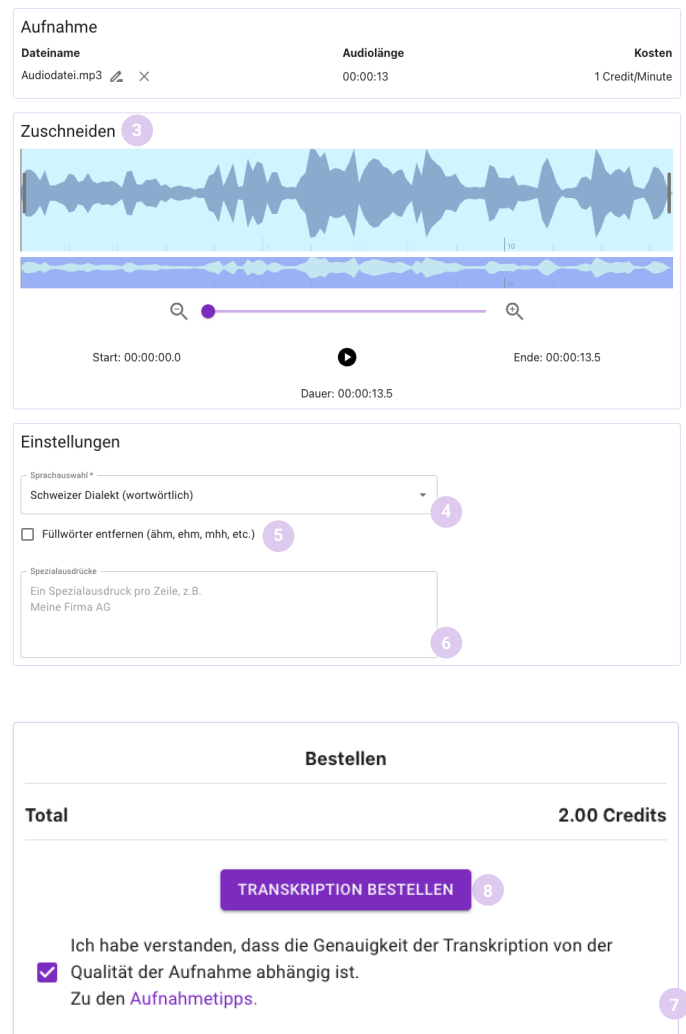 Aufnahme
Dateiname Audiolänge Kosten
Audiodatei.mp3 00:00:13 1 Credit/Minute
Zuschneiden 3
10
Start: 00:00:00.0 Ende: 00:00:13.5
Dauer: 00:00:13.5
Einstellungen
Sprachauswahl *
Schweizer Dialekt (wortwörtlich)
4
Füllwörter entfernen (ähm, ehm, mhh, etc.) 5
Spezialausdrücke
Ein Spezialausdruck pro Zeile, z.B.
Meine Firma AG
6
Bestellen
Total 2.00 Credits
TRANSKRIPTION BESTELLEN 8
Ich habe verstanden, dass die Genauigkeit der Transkription von der
Qualität der Aufnahme abhängig ist.
Zu den Aufnahmetipps. 7